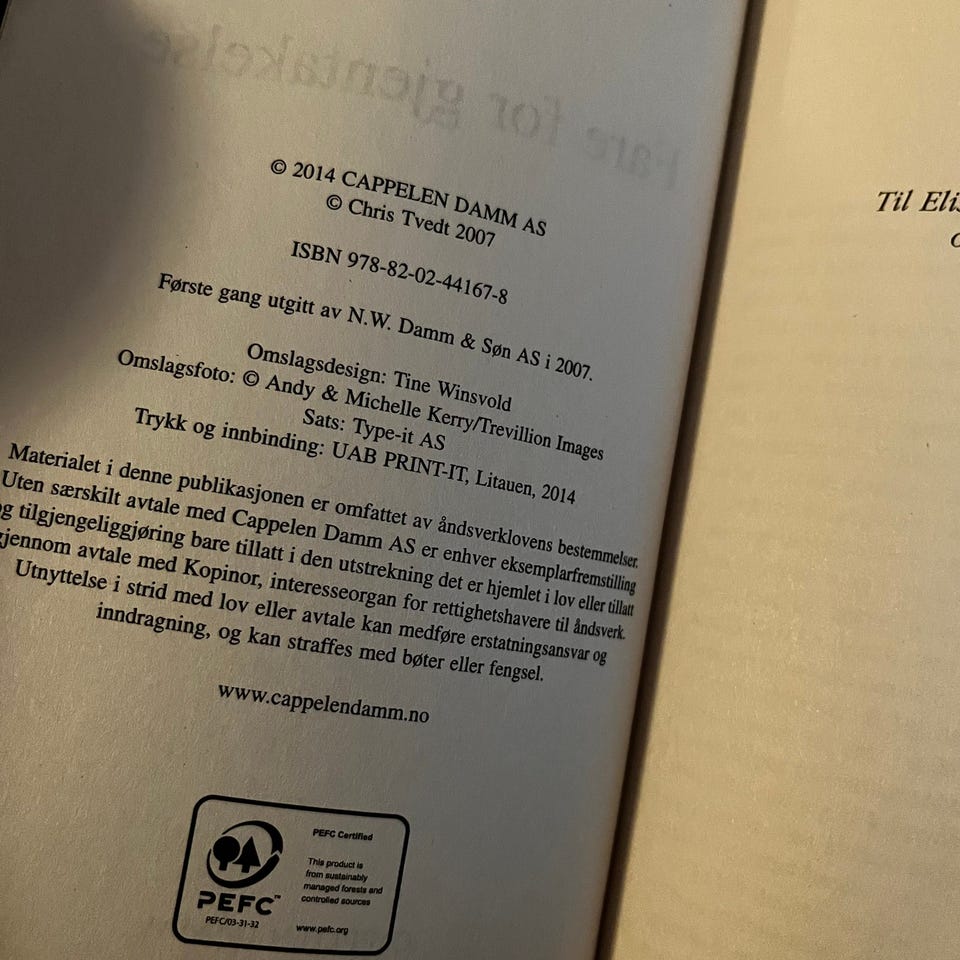 Fare for gjentakelse
© 2014 CAPPELEN DAMM AS
© Chris Tvedt 2007
ISBN 978-82-02-44167-8
Første gang utgitt av N.W. Damm & Søn AS i 2007.
Omslagsdesign: Tine Winsvold
Omslagsfoto: © Andy & Michelle Kerry/Trevillion Images
Sats: Type-it AS
Trykk og innbinding: UAB PRINT-IT, Litauen, 2014
Materialet i denne publikasjonen er omfattet av åndsverklovens bestemmelser.
Uten særskilt avtale med Cappelen Damm AS er enhver eksemplarfremstilling
og tilgjengeliggjøring bare tillatt i den utstrekning det er hjemlet i lov eller tillatt
gjennom avtale med Kopinor, interesseorgan for rettighetshavere til åndsverk.
Utnyttelse i strid med lov eller avtale kan medføre erstatningsansvar og
inndragning, og kan straffes med bøter eller fengsel.
www.cappelendamm.no
PEFC™
PEFC/03-31-32
PEFC Certified
This product is
from sustainably
managed forests and
controlled sources
www.pefc.org
Til